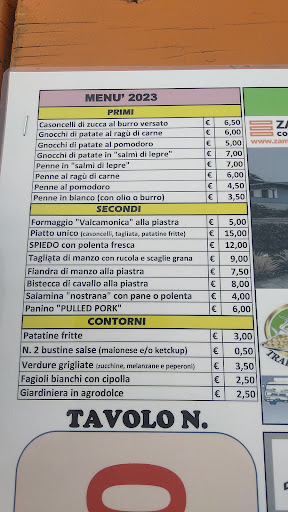 MENU' 2023
PRIMI
Casoncelli di zucca al burro versato € 6,50
Gnocchi di patate al ragù di carne € 6,00
Gnocchi di patate al pomodoro € 5,00
Gnocchi di patate in "salmì di lepre" € 7,00
Penne in "salmì di lepre" € 7,00
Penne al ragù di carne € 6,00
Penne al pomodoro € 4,50
Penne in bianco (con olio o burro) € 3,50
SECONDI
Formaggio "Valcamonica" alla piastra € 5,00
Piatto unico (casoncelli, tagliata, patatine fritte) € 15,00
SPIEDO con polenta fresca € 12,00
Tagliata di manzo con rucola e scaglie grana € 9,00
Fiandra di manzo alla piastra € 7,50
Bistecca di cavallo alla piastra € 8,00
Salamina "nostrana" con pane o polenta € 4,00
Panino "PULLED PORK" € 6,00
CONTORNI
Patatine fritte € 3,00
N. 2 bustine salse (maionese e/o ketckup) € 0,50
Verdure grigliate (zucchine, melanzane e peperoni) € 3,50
Fagioli bianchi con cipolla € 2,50
Giardiniera in agrodolce € 2,50
TAVOLO N.
ZA
CO
www.zam
TRA